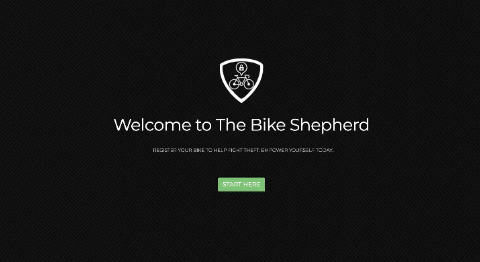 Welcome to The Bike Shepherd
REGISTER YOUR BIKE TO HELP FIGHT THEFT. EMPOWER YOURSELF TODAY.
START HERE